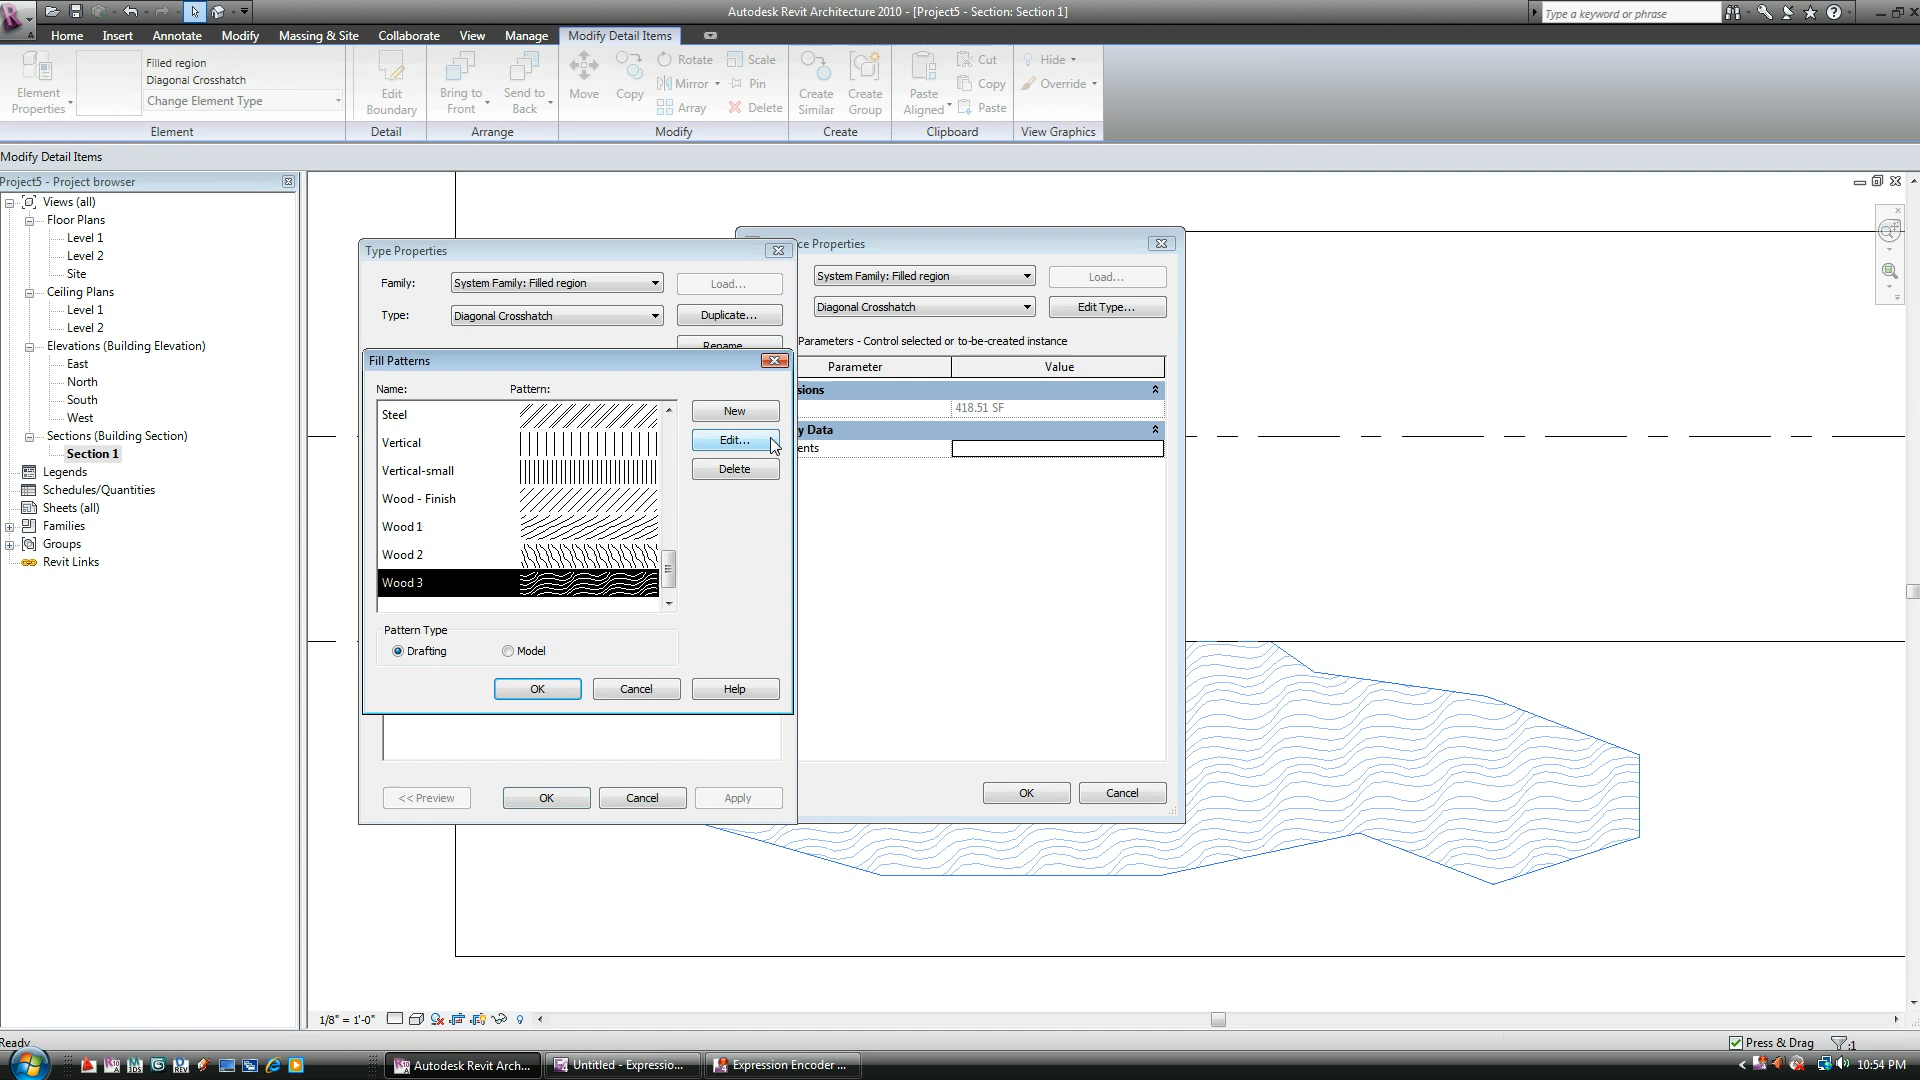 Autodesk Revit Architecture 2010 - [Project5 - Section: Section 1]
Type a keyword or phrase
Home Insert Annotate Modify Massing & Site Collaborate View Manage Modify Detail Items
Element Properties
Filled region
Diagonal Crosshatch
Change Element Type
Edit Boundary
Bring to Front
Send to Back
Move
Copy
Rotate
Mirror
Array
Scale
Pin
Delete
Create Similar
Create Group
Paste Aligned
Cut
Copy
Paste
Hide
Override
Element Detail Arrange Modify Create Clipboard View Graphics
Modify Detail Items
Project5 - Project browser
Views (all)
Floor Plans
Level 1
Level 2
Site
Ceiling Plans
Level 1
Level 2
Elevations (Building Elevation)
East
North
South
West
Sections (Building Section)
Section 1
Legends
Schedules/Quantities
Sheets (all)
Families
Groups
Revit Links
Type Properties
Family: System Family: Filled region Load...
Type: Diagonal Crosshatch Duplicate...
Rename...
Fill Patterns
Name: Pattern:
Steel
Vertical
Vertical-small
Wood - Finish
Wood 1
Wood 2
Wood 3
New
Edit...
Delete
Pattern Type
Drafting Model
OK Cancel Help
<< Preview OK Cancel Apply
ce Properties
System Family: Filled region Load...
Diagonal Crosshatch Edit Type...
Parameters - Control selected or to-be-created instance
Parameter Value
sions
418.51 SF
y Data
ents
OK Cancel
1/8" = 1'-0"
Ready
Press & Drag :1
Autodesk Revit Arch... Untitled - Expressio... Expression Encoder ... 10:54 PM